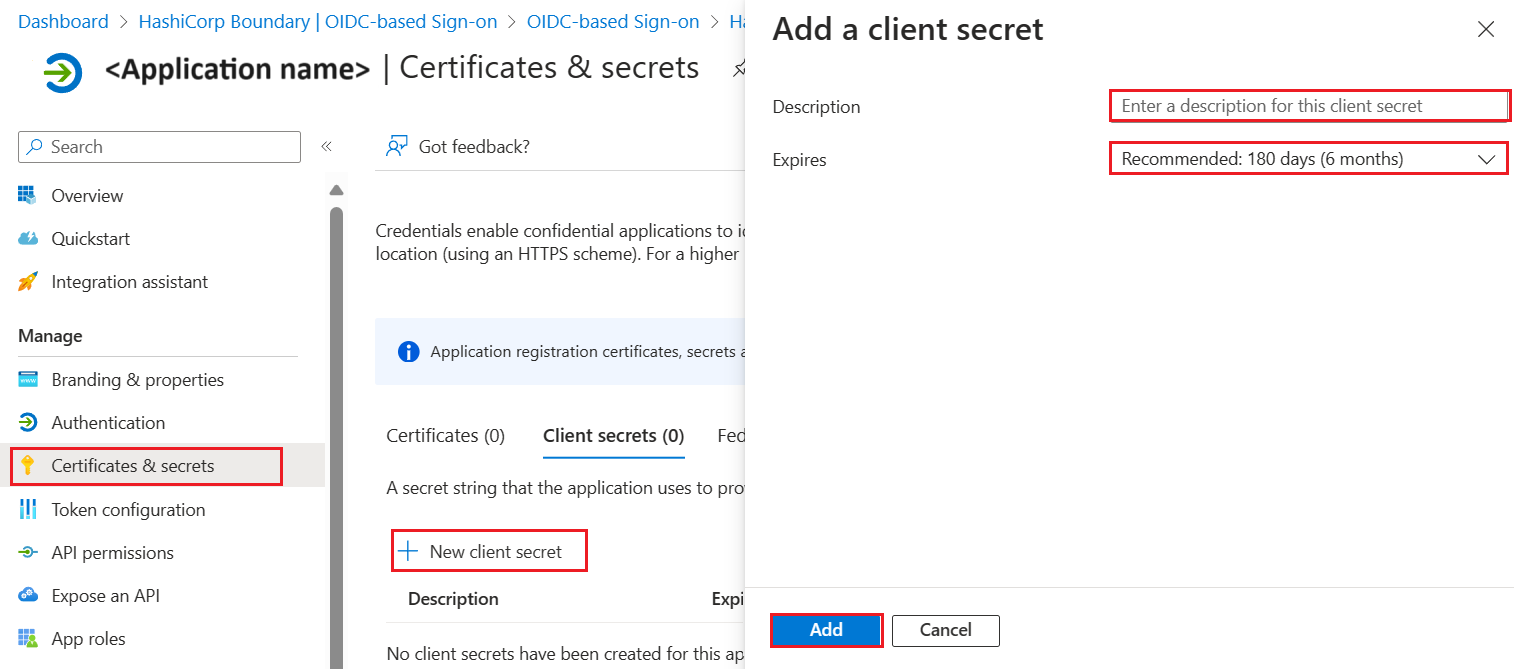 Dashboard > HashiCorp Boundary | OIDC-based Sign-on > OIDC-based Sign-on >
<Application name> | Certificates & secrets
Search
Overview
Quickstart
Integration assistant
Manage
Branding & properties
Authentication
Certificates & secrets
Token configuration
API permissions
Expose an API
App roles
Got feedback?
Credentials enable confidential applications to
location (using an HTTPS scheme). For a higher
Application registration certificates, secrets
Certificates (0) Client secrets (0) Fed
A secret string that the application uses to
New client secret
Description Expi
No client secrets have been created for this
Add a client secret
Description
Enter a description for this client secret
Expires
Recommended: 180 days (6 months)
Add
Cancel